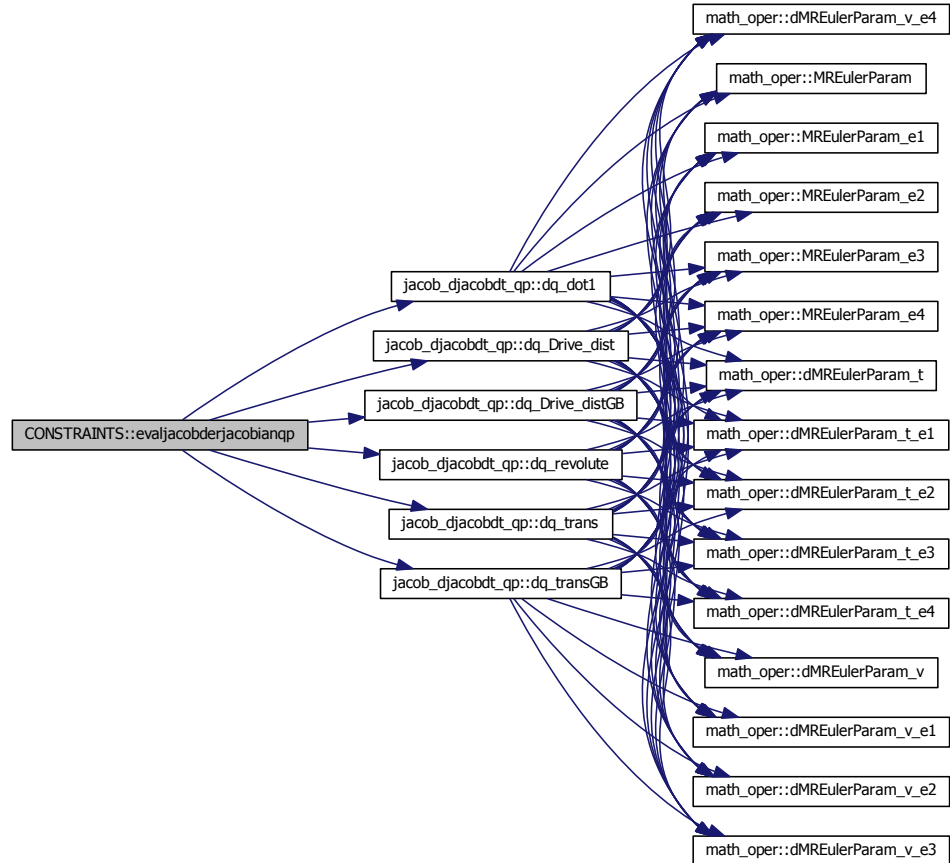 math_oper::dMREulerParam_v_e4
math_oper::MREulerParam
math_oper::MREulerParam_e1
math_oper::MREulerParam_e2
math_oper::MREulerParam_e3
jacob_djacobdt_qp::dq_dot1
math_oper::MREulerParam_e4
jacob_djacobdt_qp::dq_Drive_dist
math_oper::dMREulerParam_t
jacob_djacobdt_qp::dq_Drive_distGB
CONSTRAINTS::evaljacobderjacobianqp
math_oper::dMREulerParam_t_e1
jacob_djacobdt_qp::dq_revolute
math_oper::dMREulerParam_t_e2
jacob_djacobdt_qp::dq_trans
math_oper::dMREulerParam_t_e3
jacob_djacobdt_qp::dq_transGB
math_oper::dMREulerParam_t_e4
math_oper::dMREulerParam_v
math_oper::dMREulerParam_v_e1
math_oper::dMREulerParam_v_e2
math_oper::dMREulerParam_v_e3